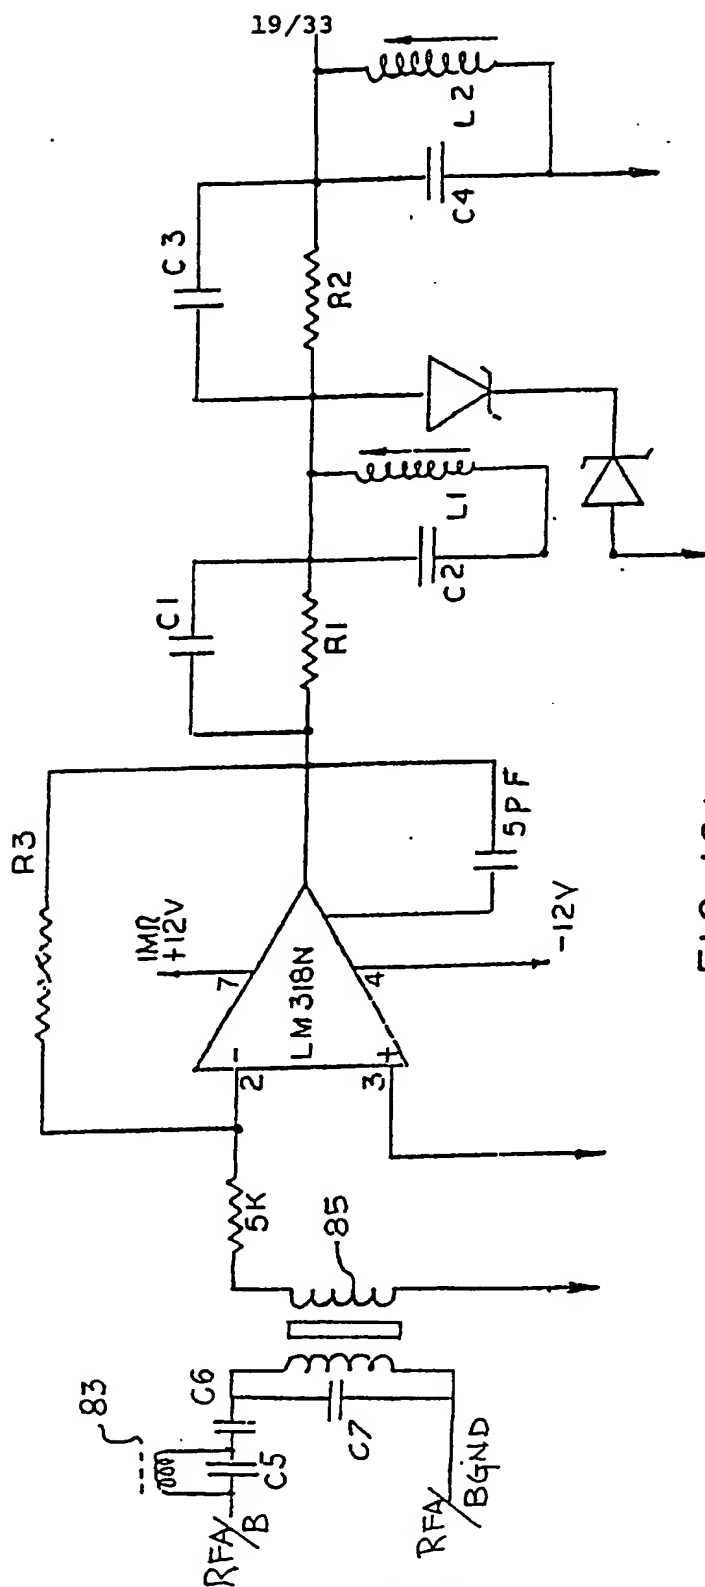 19/33
83
RFA/
B
C5
C6
C7
RFA/
BGND
85
5K
R3
1MΩ
+12V
7
2
-
LM318N
3
+
4
-12V
5PF
C1
R1
C2
L1
C3
R2
C4
L2